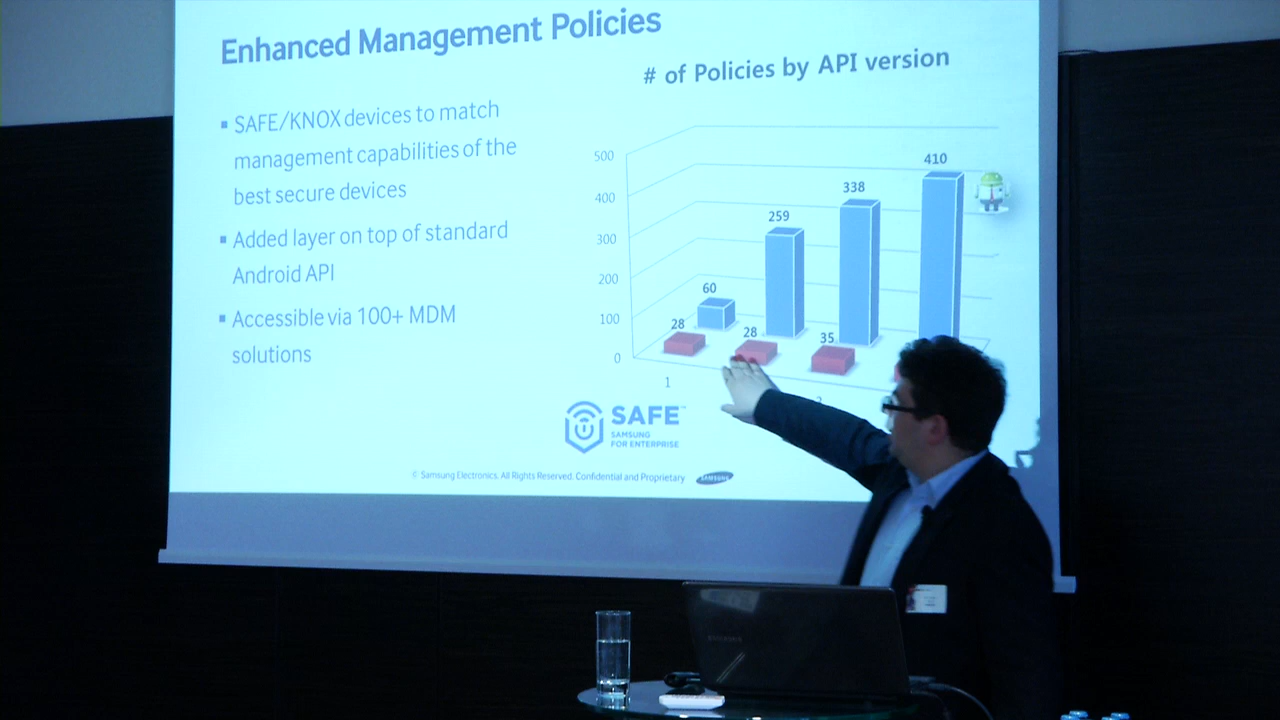 Enhanced Management Policies
# of Policies by API version
▪ SAFE/KNOX devices to match
management capabilities of the
best secure devices
▪ Added layer on top of standard
Android API
▪ Accessible via 100+ MDM
solutions
500
400
300
200
100
0
28
60
28
259
35
338
410
1
SAFE™
SAMSUNG
FOR ENTERPRISE
© Samsung Electronics. All Rights Reserved. Confidential and Proprietary
SAMSUNG